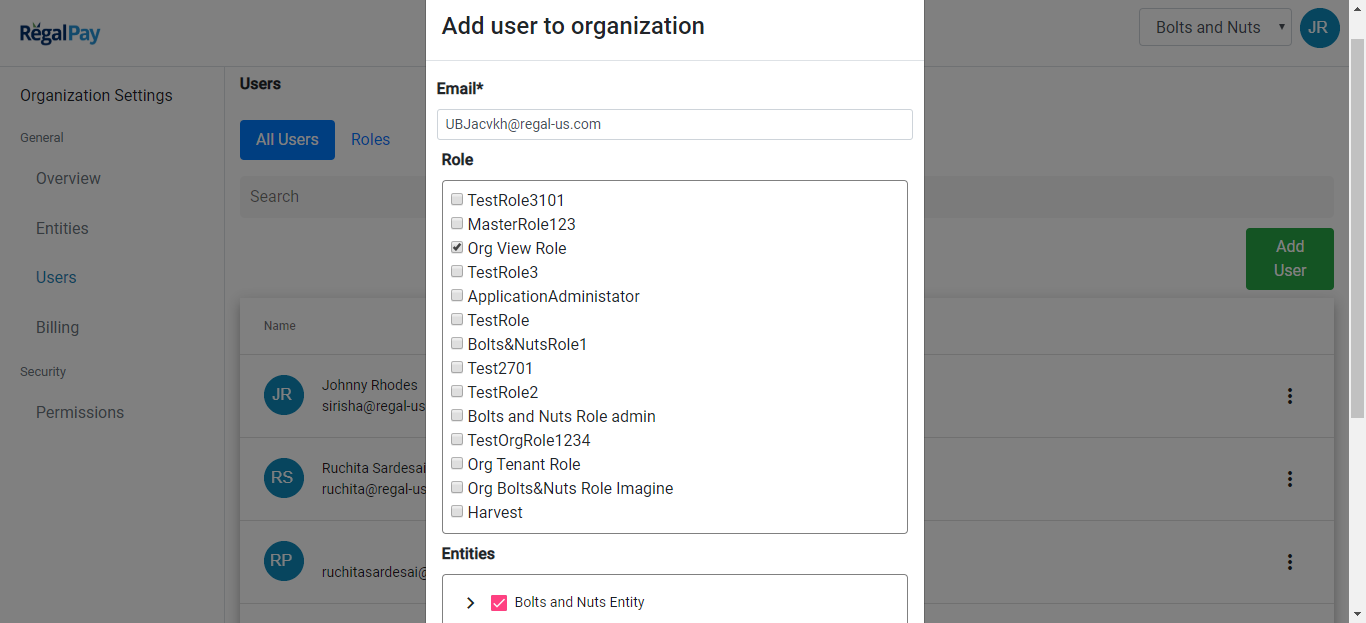 RegalPay
Bolts and Nuts
JR
Organization Settings
General
Overview
Entities
Users
Billing
Security
Permissions
Users
All Users
Roles
Search
Add
User
Name
JR
Johnny Rhodes
sirisha@regal-us
RS
Ruchita Sardesai
ruchita@regal-us
RP
ruchitasardesai@
Add user to organization
Email*
UBJacvkh@regal-us.com
Role
TestRole3101
MasterRole123
Org View Role
TestRole3
ApplicationAdministator
TestRole
Bolts&NutsRole1
Test2701
TestRole2
Bolts and Nuts Role admin
TestOrgRole1234
Org Tenant Role
Org Bolts&Nuts Role Imagine
Harvest
Entities
Bolts and Nuts Entity